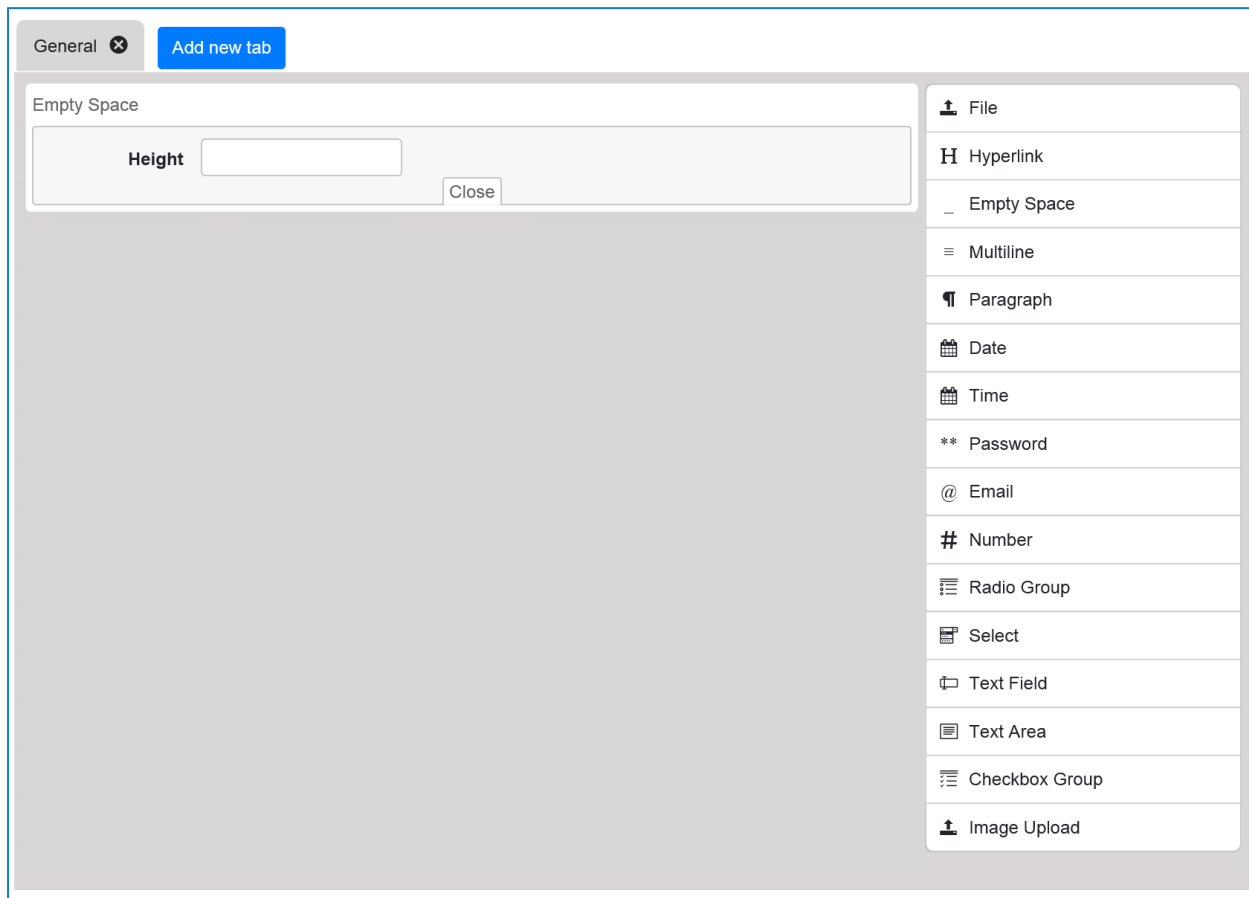 General
Add new tab
Empty Space
Height
Close
File
H Hyperlink
_ Empty Space
≡ Multiline
¶ Paragraph
Date
Time
** Password
@ Email
# Number
Radio Group
Select
Text Field
Text Area
Checkbox Group
Image Upload